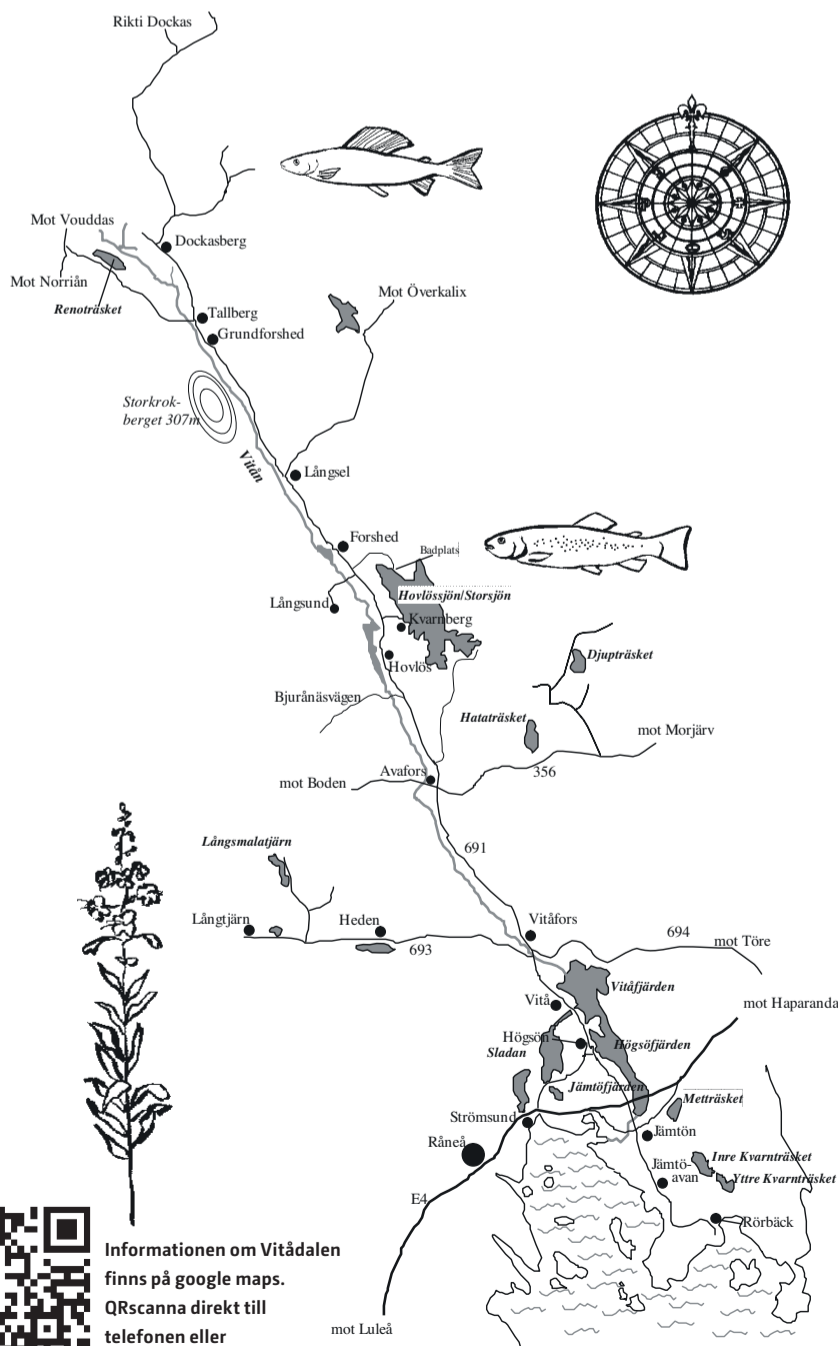 Rikti Dockas
Mot Vouddas
Dockasberg
Mot Norriån
Renoträsket
Mot Överkalix
Tallberg
Grundforshed
Storkrok-
berget 307m
Vitån
Långsel
Forshed
Badplats
Hovlössjön/Storsjön
Långsund
Kvarnberg
Hovlös
Djupträsket
Bjuränäsvägen
Hataträsket
mot Morjärv
356
Avafors
mot Boden
691
Långsmalatjärn
Långtjärn
Heden
693
Vitåfors
694
mot Töre
Vitåfjärden
Vitå
mot Haparanda
Högsön
Högsöfjärden
Sladan
Jämtöfjärden
Metträsket
Strömsund
Jämtön
Råneå
Inre Kvarnträsket
Jämtö-
avan
Yttre Kvarnträsket
E4
Rörbäck
mot Luleå
Informationen om Vitådalen
finns på google maps.
QRscanna direkt till
telefonen eller